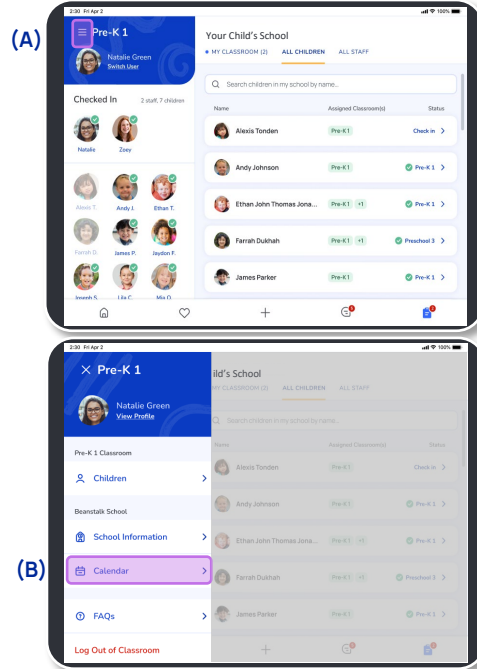 (A)
2:30 Fri Apr 2
100%
Pre-K 1
Natalie Green
Switch User
Checked In
2 staff, 7 children
Natalie
Zoey
Alexis T.
Andy J.
Ethan T.
Farrah D.
James P.
Jaydon F.
Joseph S.
Lila C.
Mia O.
Your Child's School
MY CLASSROOM (2) ALL CHILDREN ALL STAFF
Search children in my school by name...
Name Assigned Classroom(s) Status
Alexis Tonden Pre-K 1 Check in
Andy Johnson Pre-K 1 Pre-K 1
Ethan John Thomas Jona... Pre-K 1 +1 Pre-K 1
Farrah Dukhah Pre-K 1 +1 Preschool 3
James Parker Pre-K 1 Pre-K 1
(B)
2:30 Fri Apr 2
100%
Pre-K 1
Natalie Green
View Profile
Pre-K 1 Classroom
Children
Beanstalk School
School Information
Calendar
FAQs
Log Out of Classroom
ild's School
MY CLASSROOM (2) ALL CHILDREN ALL STAFF
Search children in my school by name...
Name Assigned Classroom(s) Status
Alexis Tonden Pre-K 1 Check in
Andy Johnson Pre-K 1 Pre-K 1
Ethan John Thomas Jona... Pre-K 1 +1 Pre-K 1
Farrah Dukhah Pre-K 1 +1 Preschool 3
James Parker Pre-K 1 Pre-K 1